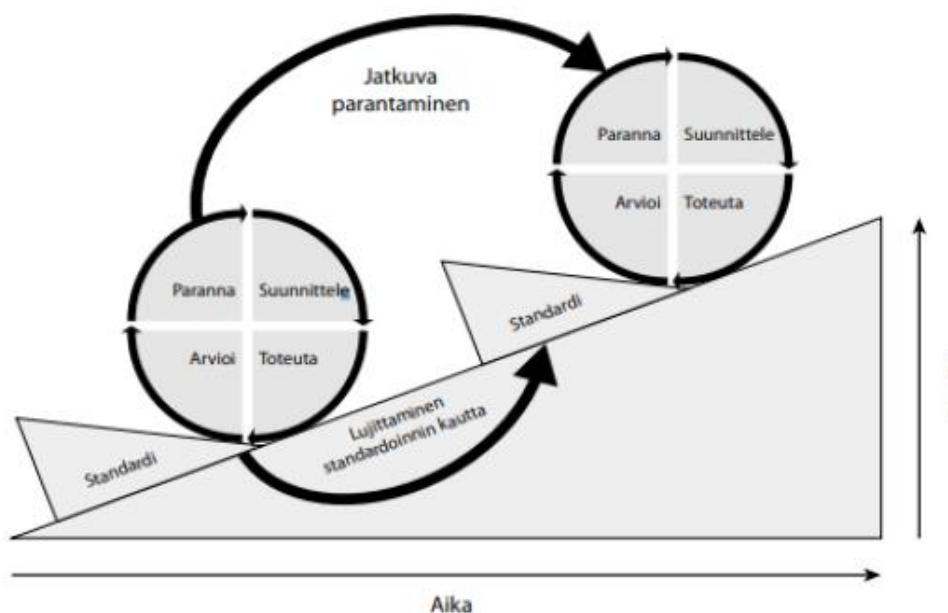 Jatkuva
parantaminen
Paranna
Suunnittele
Arvioi
Toteuta
Paranna
Suunnittele
Arvioi
Toteuta
Standardi
Standardi
Lujittaminen
standardoinnin kautta
Aika